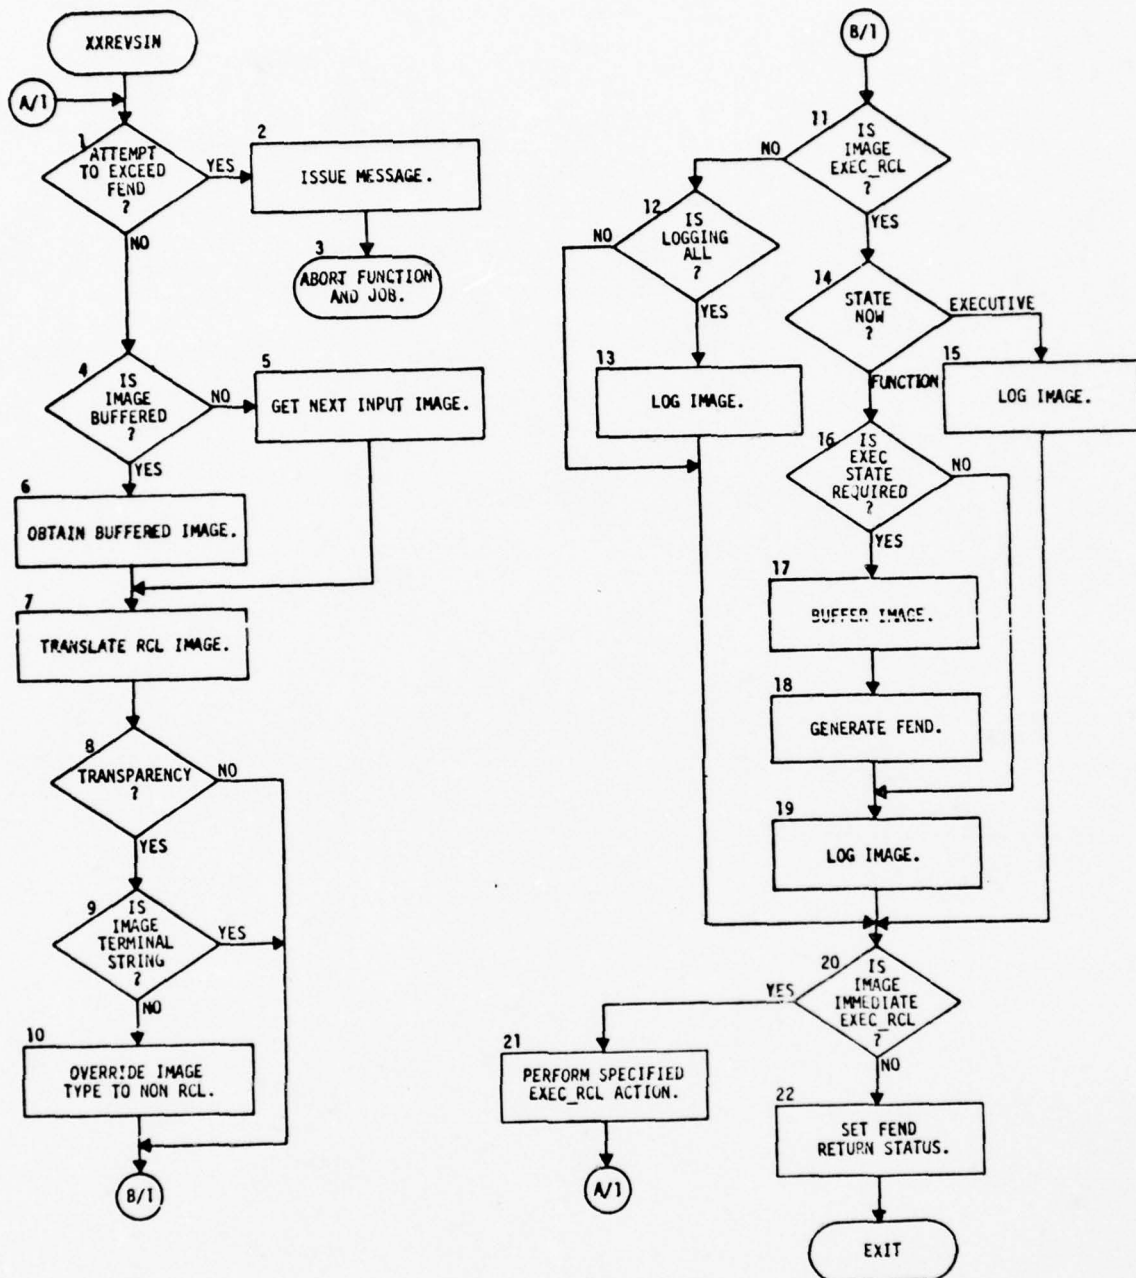 XXREVSIN
A/1
1
ATTEMPT
TO EXCEED
FEND
?
YES
NO
2
ISSUE MESSAGE.
3
ABORT FUNCTION
AND JOB.
4
IS
IMAGE
BUFFERED
?
NO
YES
5
GET NEXT INPUT IMAGE.
6
OBTAIN BUFFERED IMAGE.
7
TRANSLATE RCL IMAGE.
8
TRANSPARENCY
?
NO
YES
9
IS
IMAGE
TERMINAL
STRING
?
YES
NO
10
OVERRIDE IMAGE
TYPE TO NON RCL.
B/1
B/1
11
IS
IMAGE
EXEC_RCL
?
NO
YES
12
IS
LOGGING
ALL
?
NO
YES
13
LOG IMAGE.
14
STATE
NOW
?
EXECUTIVE
FUNCTION
15
LOG IMAGE.
16
IS
EXEC
STATE
REQUIRED
?
NO
YES
17
BUFFER IMAGE.
18
GENERATE FEND.
19
LOG IMAGE.
20
IS
IMAGE
IMMEDIATE
EXEC_RCL
?
YES
NO
21
PERFORM SPECIFIED
EXEC_RCL ACTION.
A/1
22
SET FEND
RETURN STATUS.
EXIT